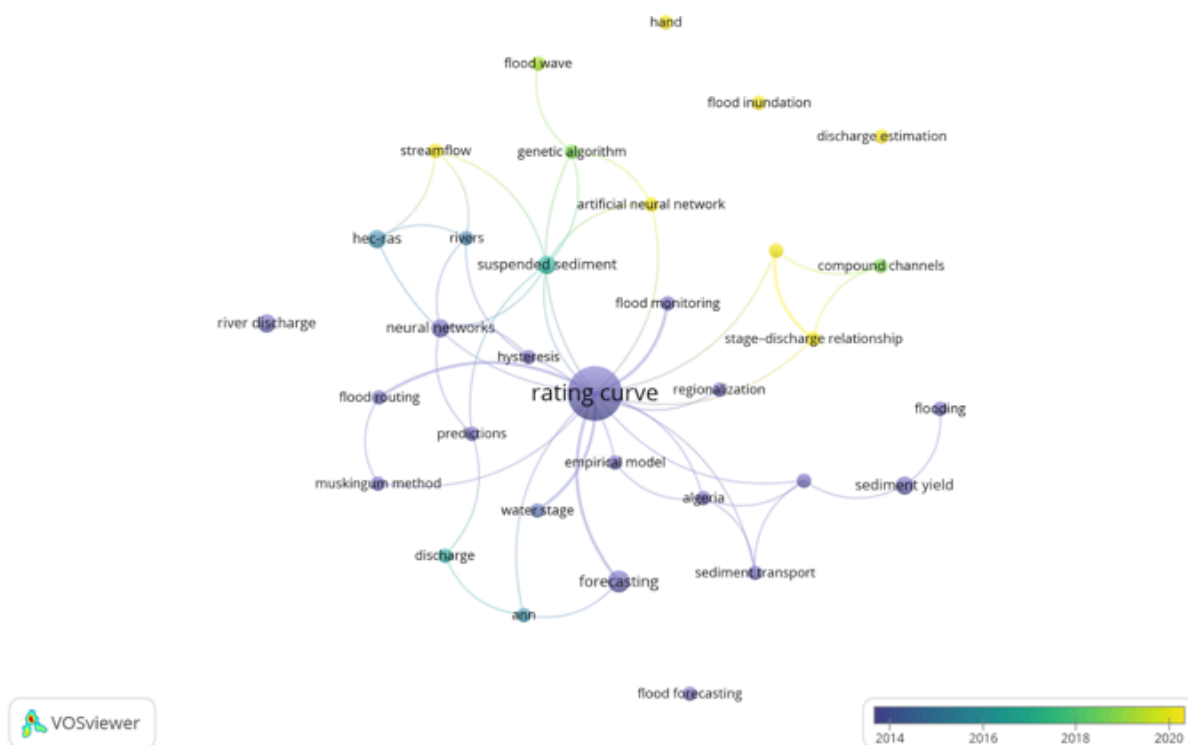 hand
flood wave
flood inundation
discharge estimation
streamflow
genetic algorithm
artificial neural network
hec-ras
rivers
suspended sediment
compound channels
flood monitoring
river discharge
neural networks
stage-discharge relationship
hysteresis
rating curve
regionalization
flood routing
flooding
predictions
empirical model
muskingum method
sediment yield
algeria
water stage
discharge
forecasting
sediment transport
ann
flood forecasting
VOSviewer
2014 2016 2018 2020